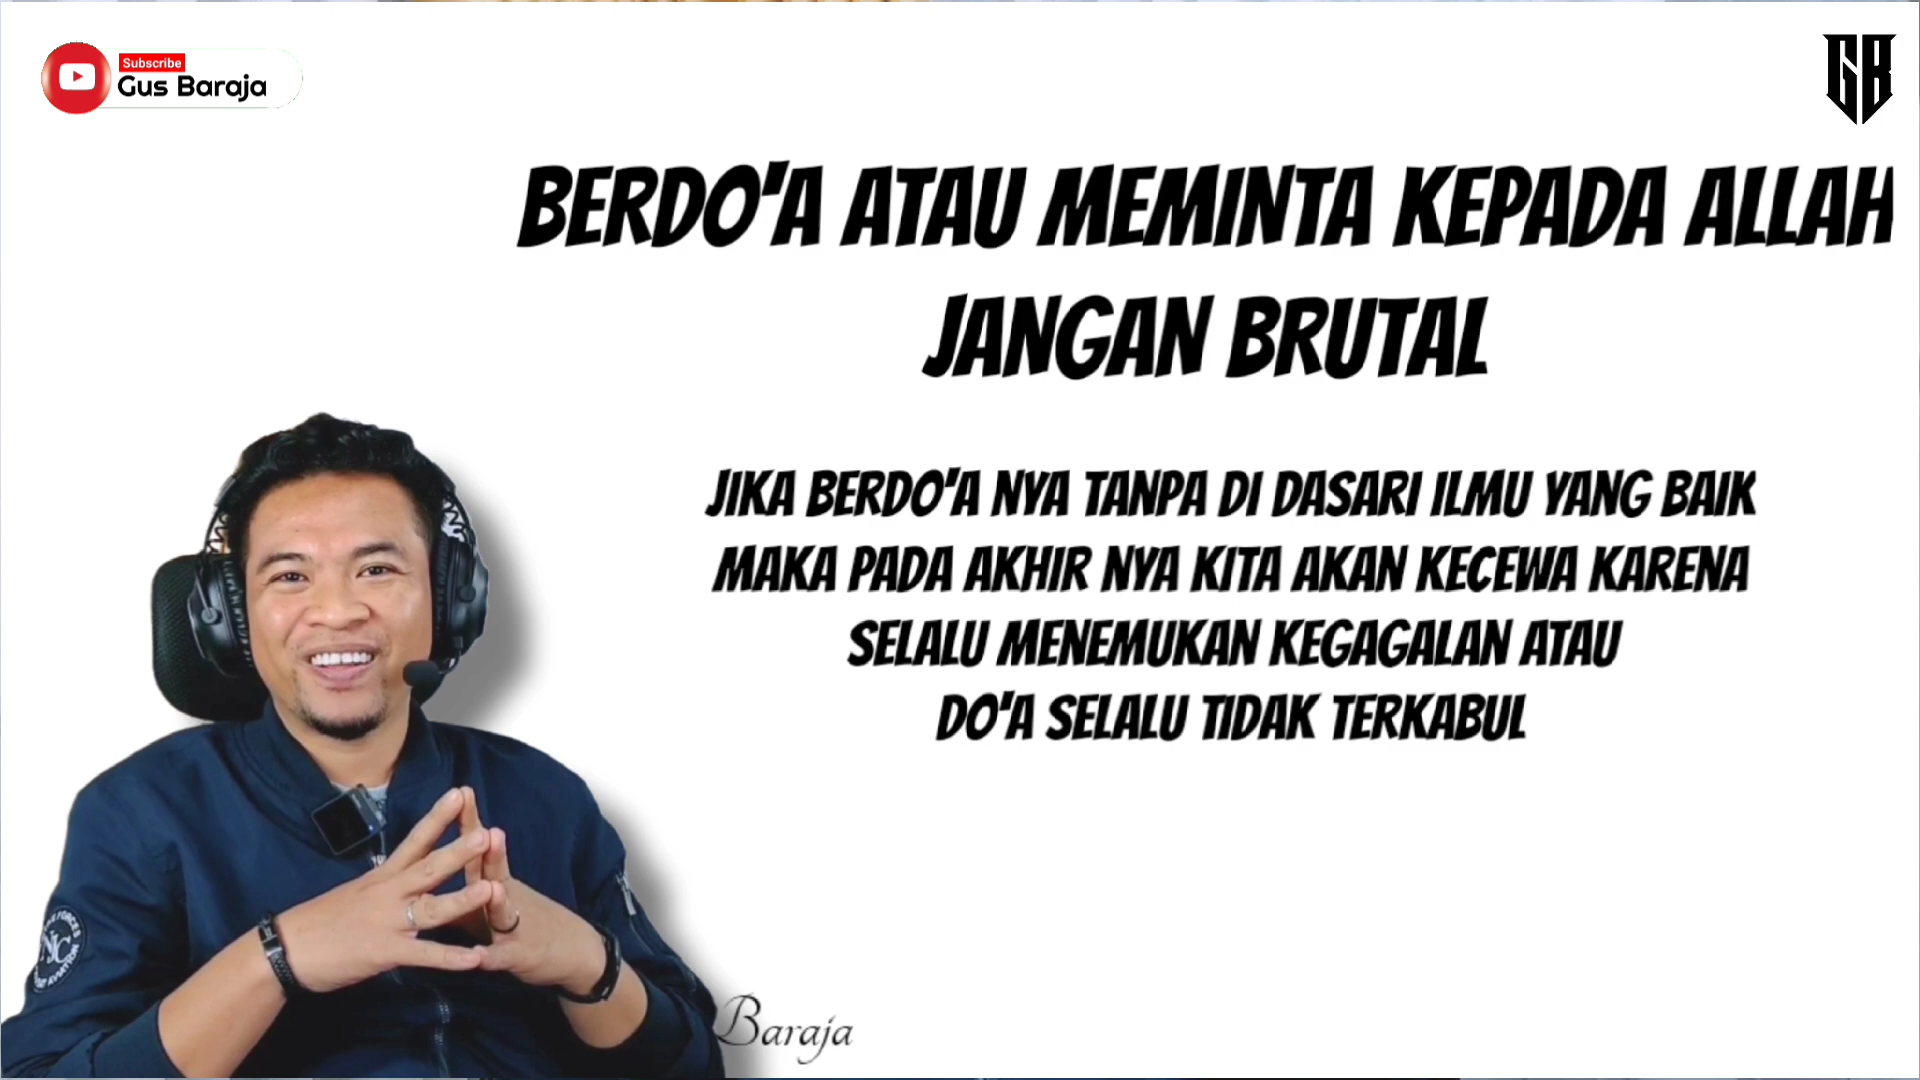 Subscribe
Gus Baraja
GB
BERDO'A ATAU MEMINTA KEPADA ALLAH
JANGAN BRUTAL
JIKA BERDO'A NYA TANPA DI DASARI ILMU YANG BAIK
MAKA PADA AKHIR NYA KITA AKAN KECEWA KARENA
SELALU MENEMUKAN KEGAGALAN ATAU
DO'A SELALU TIDAK TERKABUL
Baraja